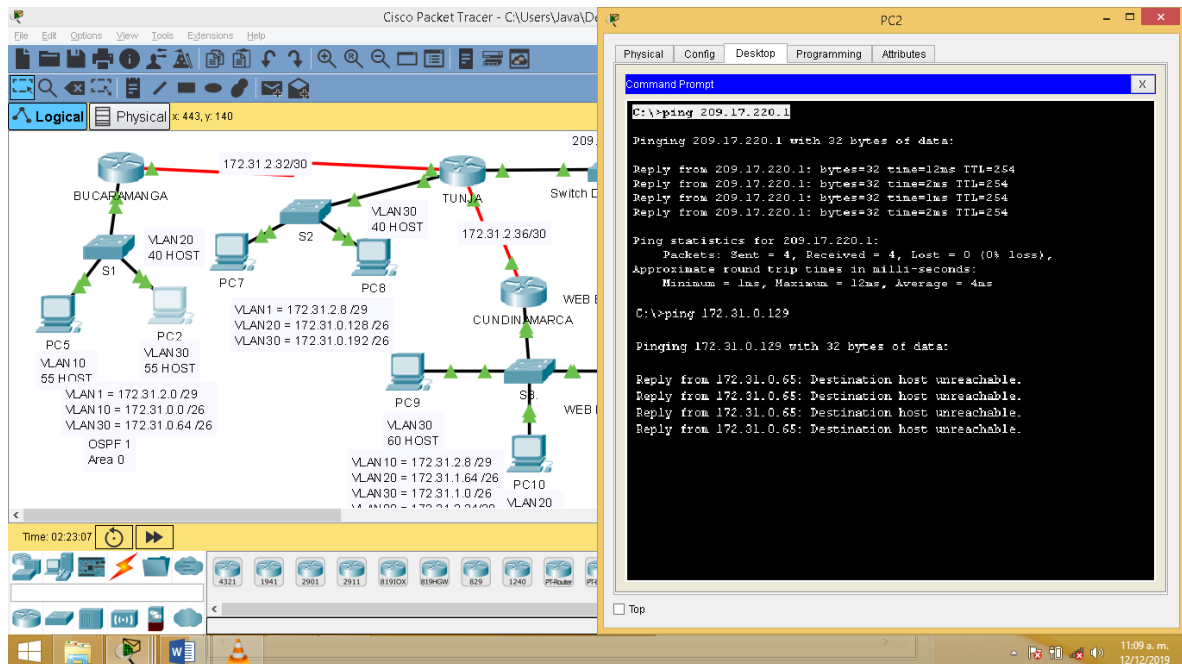 Cisco Packet Tracer - C:\Users\Java\De
File Edit Options View Tools Extensions Help
Logical Physical x: 443, y: 140
209.
172.31.2.32/30
BUCARAMANGA
TUNJA
Switch D
VLAN30
40 HOST
S2
172.31.2.36/30
VLAN20
40 HOST
S1
PC7
PC8
WEB E
VLAN1 = 172.31.2.8 /29
VLAN20 = 172.31.0.128 /26
VLAN30 = 172.31.0.192 /26
CUNDINAMARCA
PC5
PC2
VLAN10
55 HOST
VLAN30
55 HOST
VLAN1 = 172.31.2.0 /29
VLAN10 = 172.31.0.0 /26
VLAN30 = 172.31.0.64 /26
OSPF 1
Area 0
PC9
S3.
WEB
VLAN30
60 HOST
VLAN10 = 172.31.2.8 /29
VLAN20 = 172.31.1.64 /26
VLAN30 = 172.31.1.0 /26
PC10
VLAN20
Time: 02:23:07
4321 1941 2901 2911 819IOX 819HGW 829 1240 PT-Router
PC2
Physical Config Desktop Programming Attributes
Command Prompt X
C:\>ping 209.17.220.1
Pinging 209.17.220.1 with 32 bytes of data:
Reply from 209.17.220.1: bytes=32 time=12ms TTL=254
Reply from 209.17.220.1: bytes=32 time=2ms TTL=254
Reply from 209.17.220.1: bytes=32 time=1ms TTL=254
Reply from 209.17.220.1: bytes=32 time=2ms TTL=254
Ping statistics for 209.17.220.1:
Packets: Sent = 4, Received = 4, Lost = 0 (0% loss),
Approximate round trip times in milli-seconds:
Minimum = 1ms, Maximum = 12ms, Average = 4ms
C:\>ping 172.31.0.129
Pinging 172.31.0.129 with 32 bytes of data:
Reply from 172.31.0.65: Destination host unreachable.
Reply from 172.31.0.65: Destination host unreachable.
Reply from 172.31.0.65: Destination host unreachable.
Reply from 172.31.0.65: Destination host unreachable.
Top
11:09 a. m.
12/12/2019